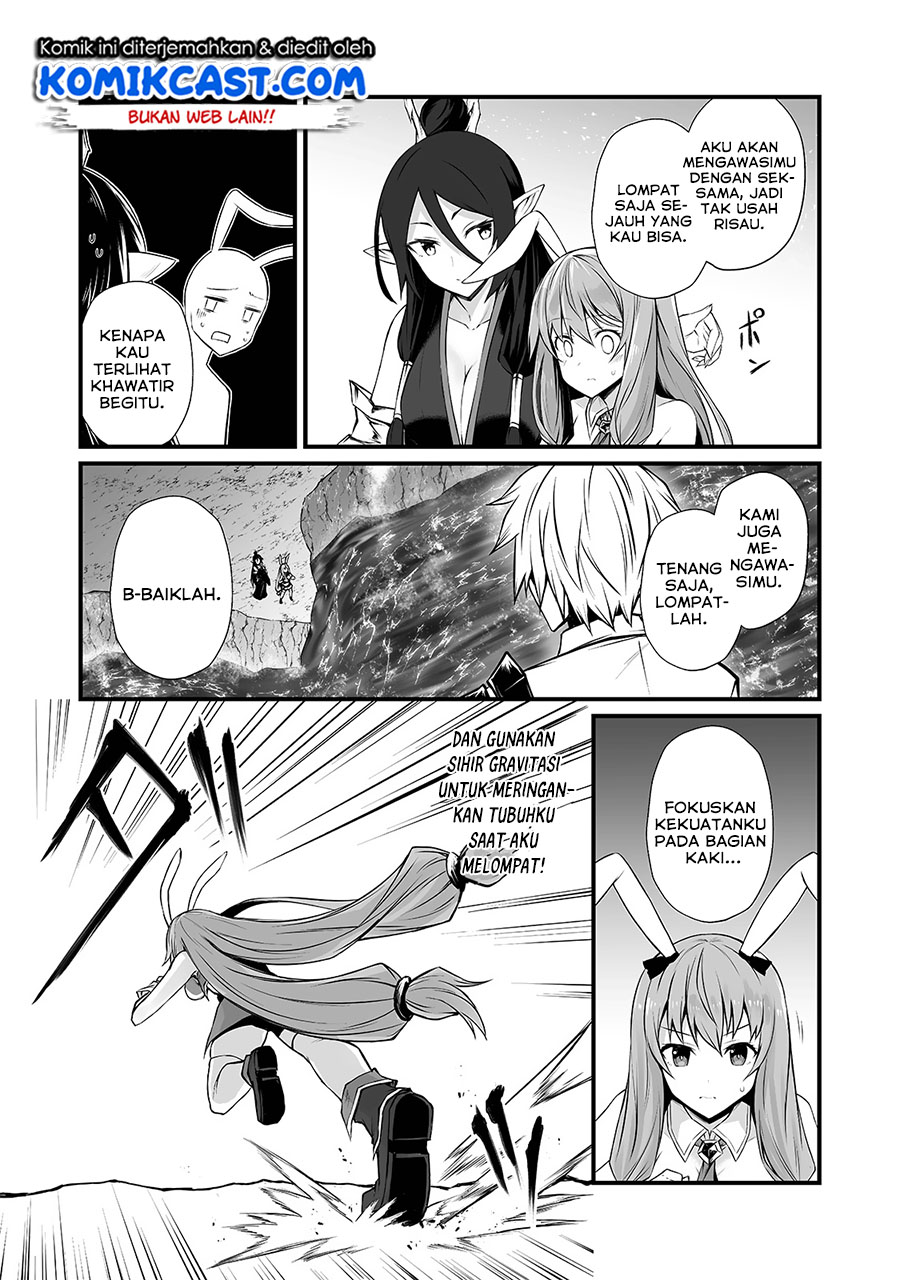 Komik ini diterjemahkan & diedit oleh
KOMIKCAST.COM
BUKAN WEB LAIN!!
AKU AKAN
MENGAWASIMU
DENGAN SEK-
SAMA, JADI
TAK USAH
RISAU.
LOMPAT
SAJA SE-
JAUH YANG
KAU BISA.
ポン
KENAPA
KAU
TERLIHAT
KHAWATIR
BEGITU.
KAMI
JUGA
ME-
NGAWA-
SIMU.
TENANG
SAJA,
LOMPAT-
LAH.
B-BAIKLAH.
FOKUSKAN
KEKUATANKU
PADA BAGIAN
KAKI...
DAN GUNAKAN
SIHIR GRAVITASI
UNTUK MERINGAN-
KAN TUBUHKU
SAAT AKU
MELOMPAT!